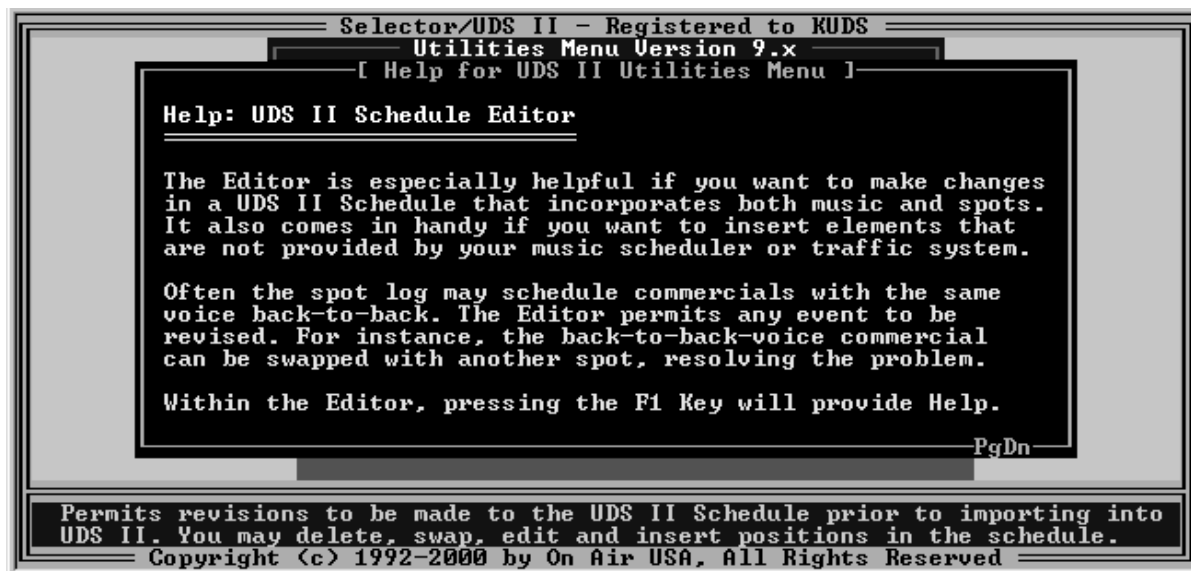 Selector/UDS II - Registered to KUDS
Utilities Menu Version 9.x
[ Help for UDS II Utilities Menu ]
Help: UDS II Schedule Editor
The Editor is especially helpful if you want to make changes
in a UDS II Schedule that incorporates both music and spots.
It also comes in handy if you want to insert elements that
are not provided by your music scheduler or traffic system.
Often the spot log may schedule commercials with the same
voice back-to-back. The Editor permits any event to be
revised. For instance, the back-to-back-voice commercial
can be swapped with another spot, resolving the problem.
Within the Editor, pressing the F1 Key will provide Help.
PgDn
Permits revisions to be made to the UDS II Schedule prior to importing into
UDS II. You may delete, swap, edit and insert positions in the schedule.
Copyright (c) 1992-2000 by On Air USA, All Rights Reserved